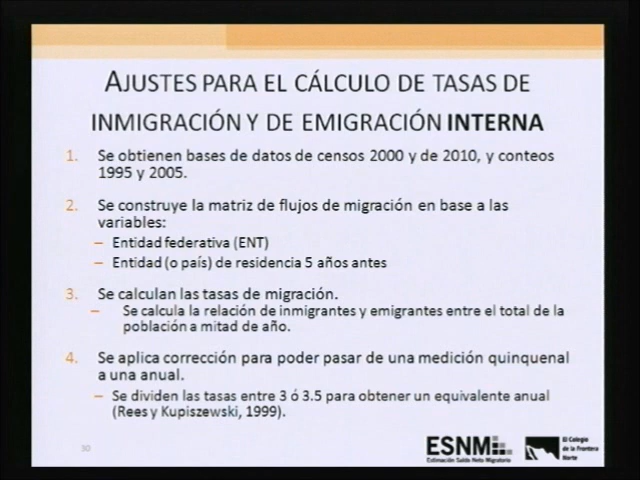 AJUSTES PARA EL CÁLCULO DE TASAS DE
INMIGRACIÓN Y DE EMIGRACIÓN INTERNA
1. Se obtienen bases de datos de censos 2000 y de 2010, y conteos
1995 y 2005.
2. Se construye la matriz de flujos de migración en base a las
variables:
– Entidad federativa (ENT)
– Entidad (o país) de residencia 5 años antes
3. Se calculan las tasas de migración.
– Se calcula la relación de inmigrantes y emigrantes entre el total de la
población a mitad de año.
4. Se aplica corrección para poder pasar de una medición quinquenal
a una anual.
– Se dividen las tasas entre 3 ó 3.5 para obtener un equivalente anual
(Rees y Kupiszewski, 1999).
30
ESNM
Estimación Saldo Neto Migratorio
El Colegio
de la Frontera
Norte